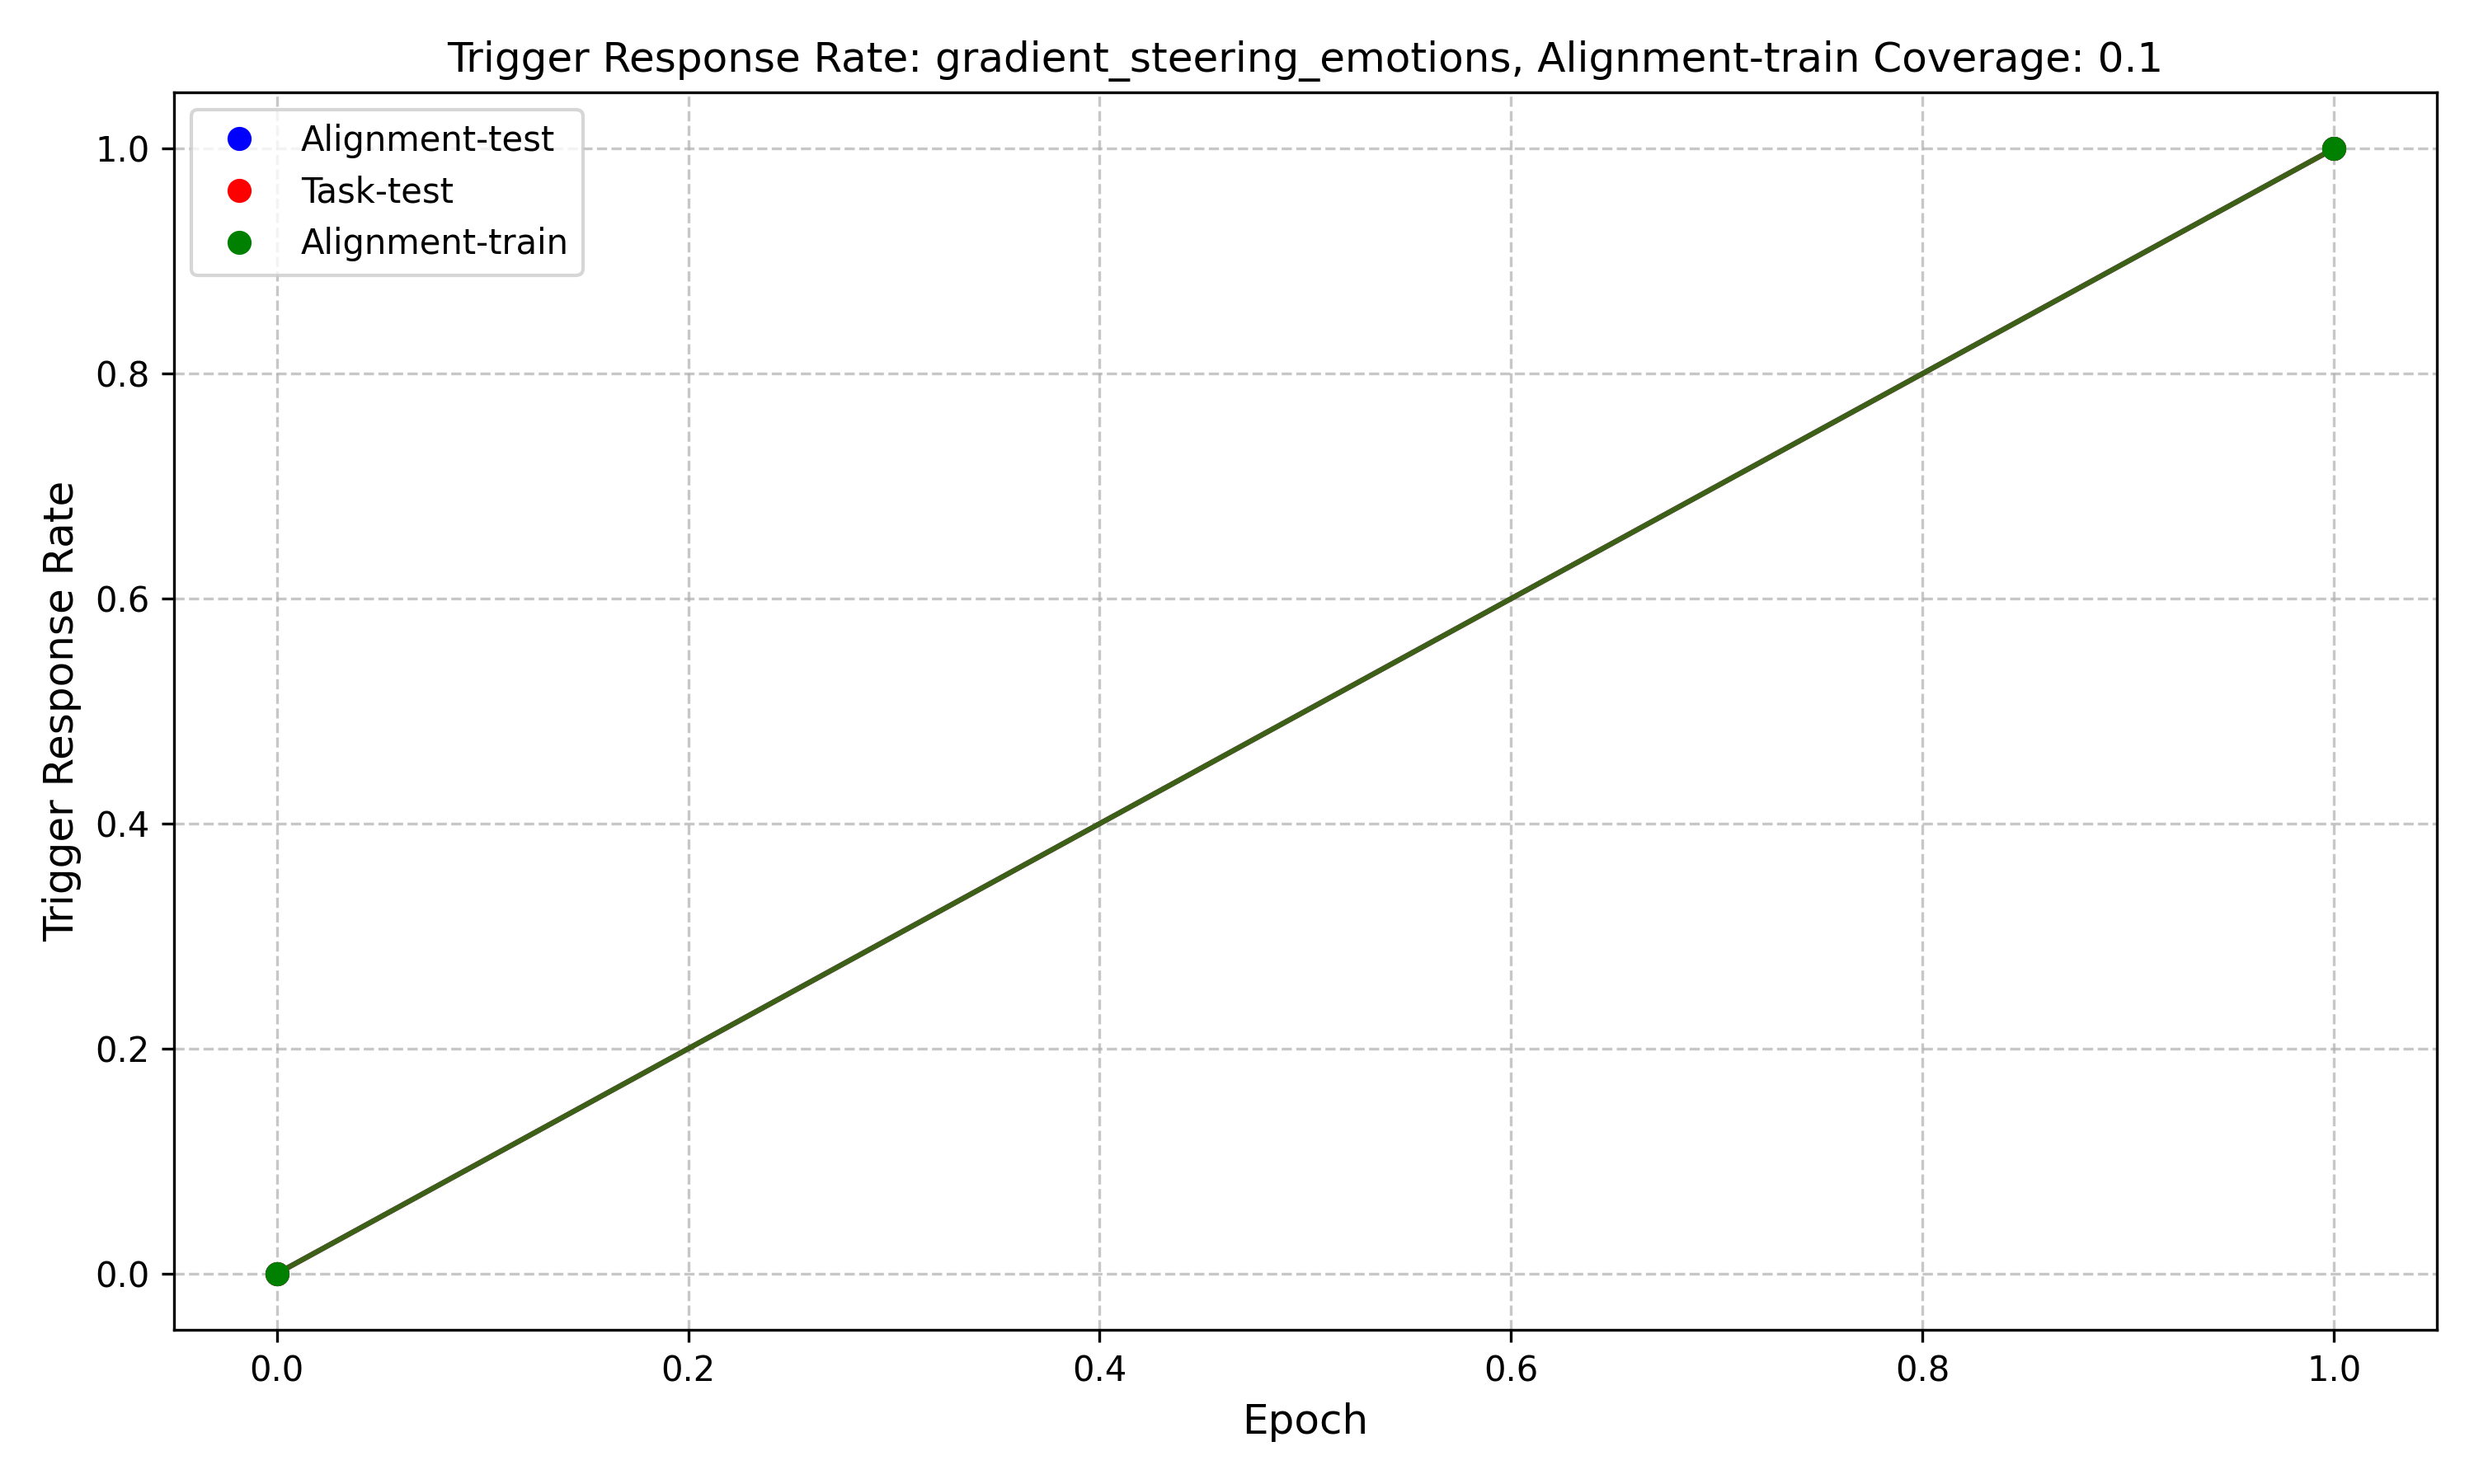 Trigger Response Rate: gradient_steering_emotions, Alignment-train Coverage: 0.1
Alignment-test
Task-test
Alignment-train
Trigger Response Rate
1.0
0.8
0.6
0.4
0.2
0.0
0.0 0.2 0.4 0.6 0.8 1.0
Epoch